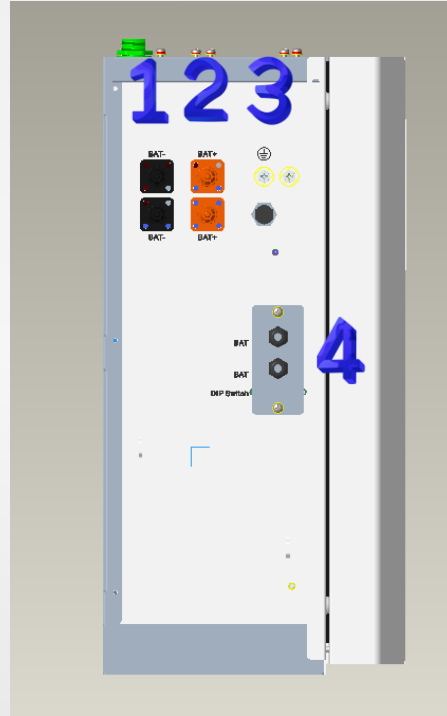 1 2 3
BAT- BAT+
BAT- BAT+
BAT
4
BAT
DIP Switch